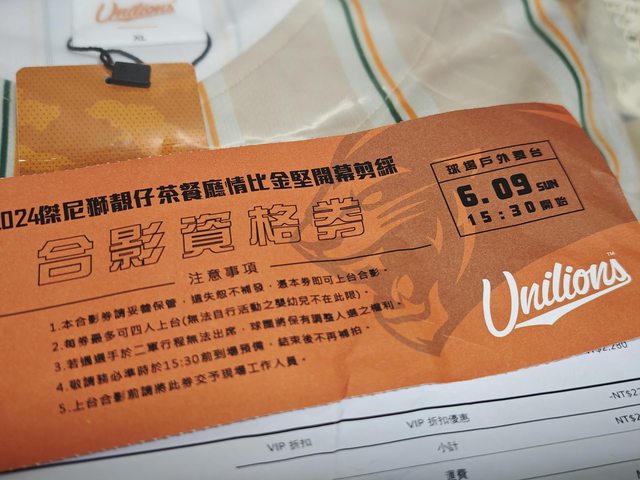 Unilions
XL
2024傑尼獅靚仔茶餐廳情比金堅開幕剪綵
合影資格券
球場戶外舞台
6.09 SUN
15:30開始
注意事項
1.本合影券請妥善保管,遺失恕不補發,憑本券即可上台合影。
2.每券最多可四人上台(無法自行活動之嬰幼兒不在此限)。
3.若遇選手於二軍行程無法出席,球團將保有調整人選之權利。
4.敬請務必準時於15:30前到場預備,結束後不再補拍。
5.上台合影前請將此券交予現場工作人員。
Unilions™
NT$2,280
VIP 折扣
VIP 折扣優惠
小計
運費